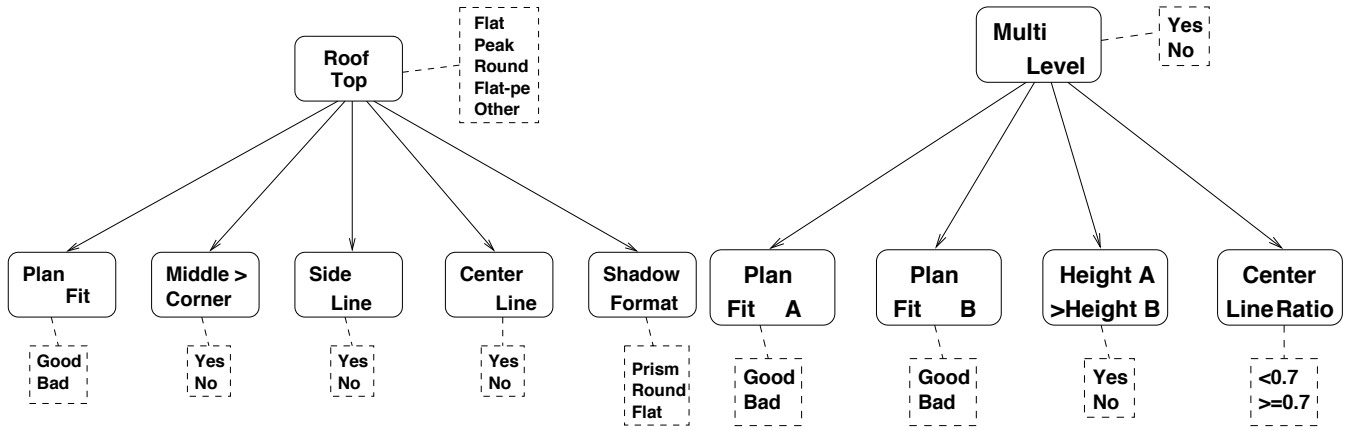 Roof
Top
Flat
Peak
Round
Flat-pe
Other
Plan
Fit
Good
Bad
Middle >
Corner
Yes
No
Side
Line
Yes
No
Center
Line
Yes
No
Shadow
Format
Prism
Round
Flat
Multi
Level
Yes
No
Plan
Fit A
Good
Bad
Plan
Fit B
Good
Bad
Height A
>Height B
Yes
No
Center
Line Ratio
<0.7
>=0.7